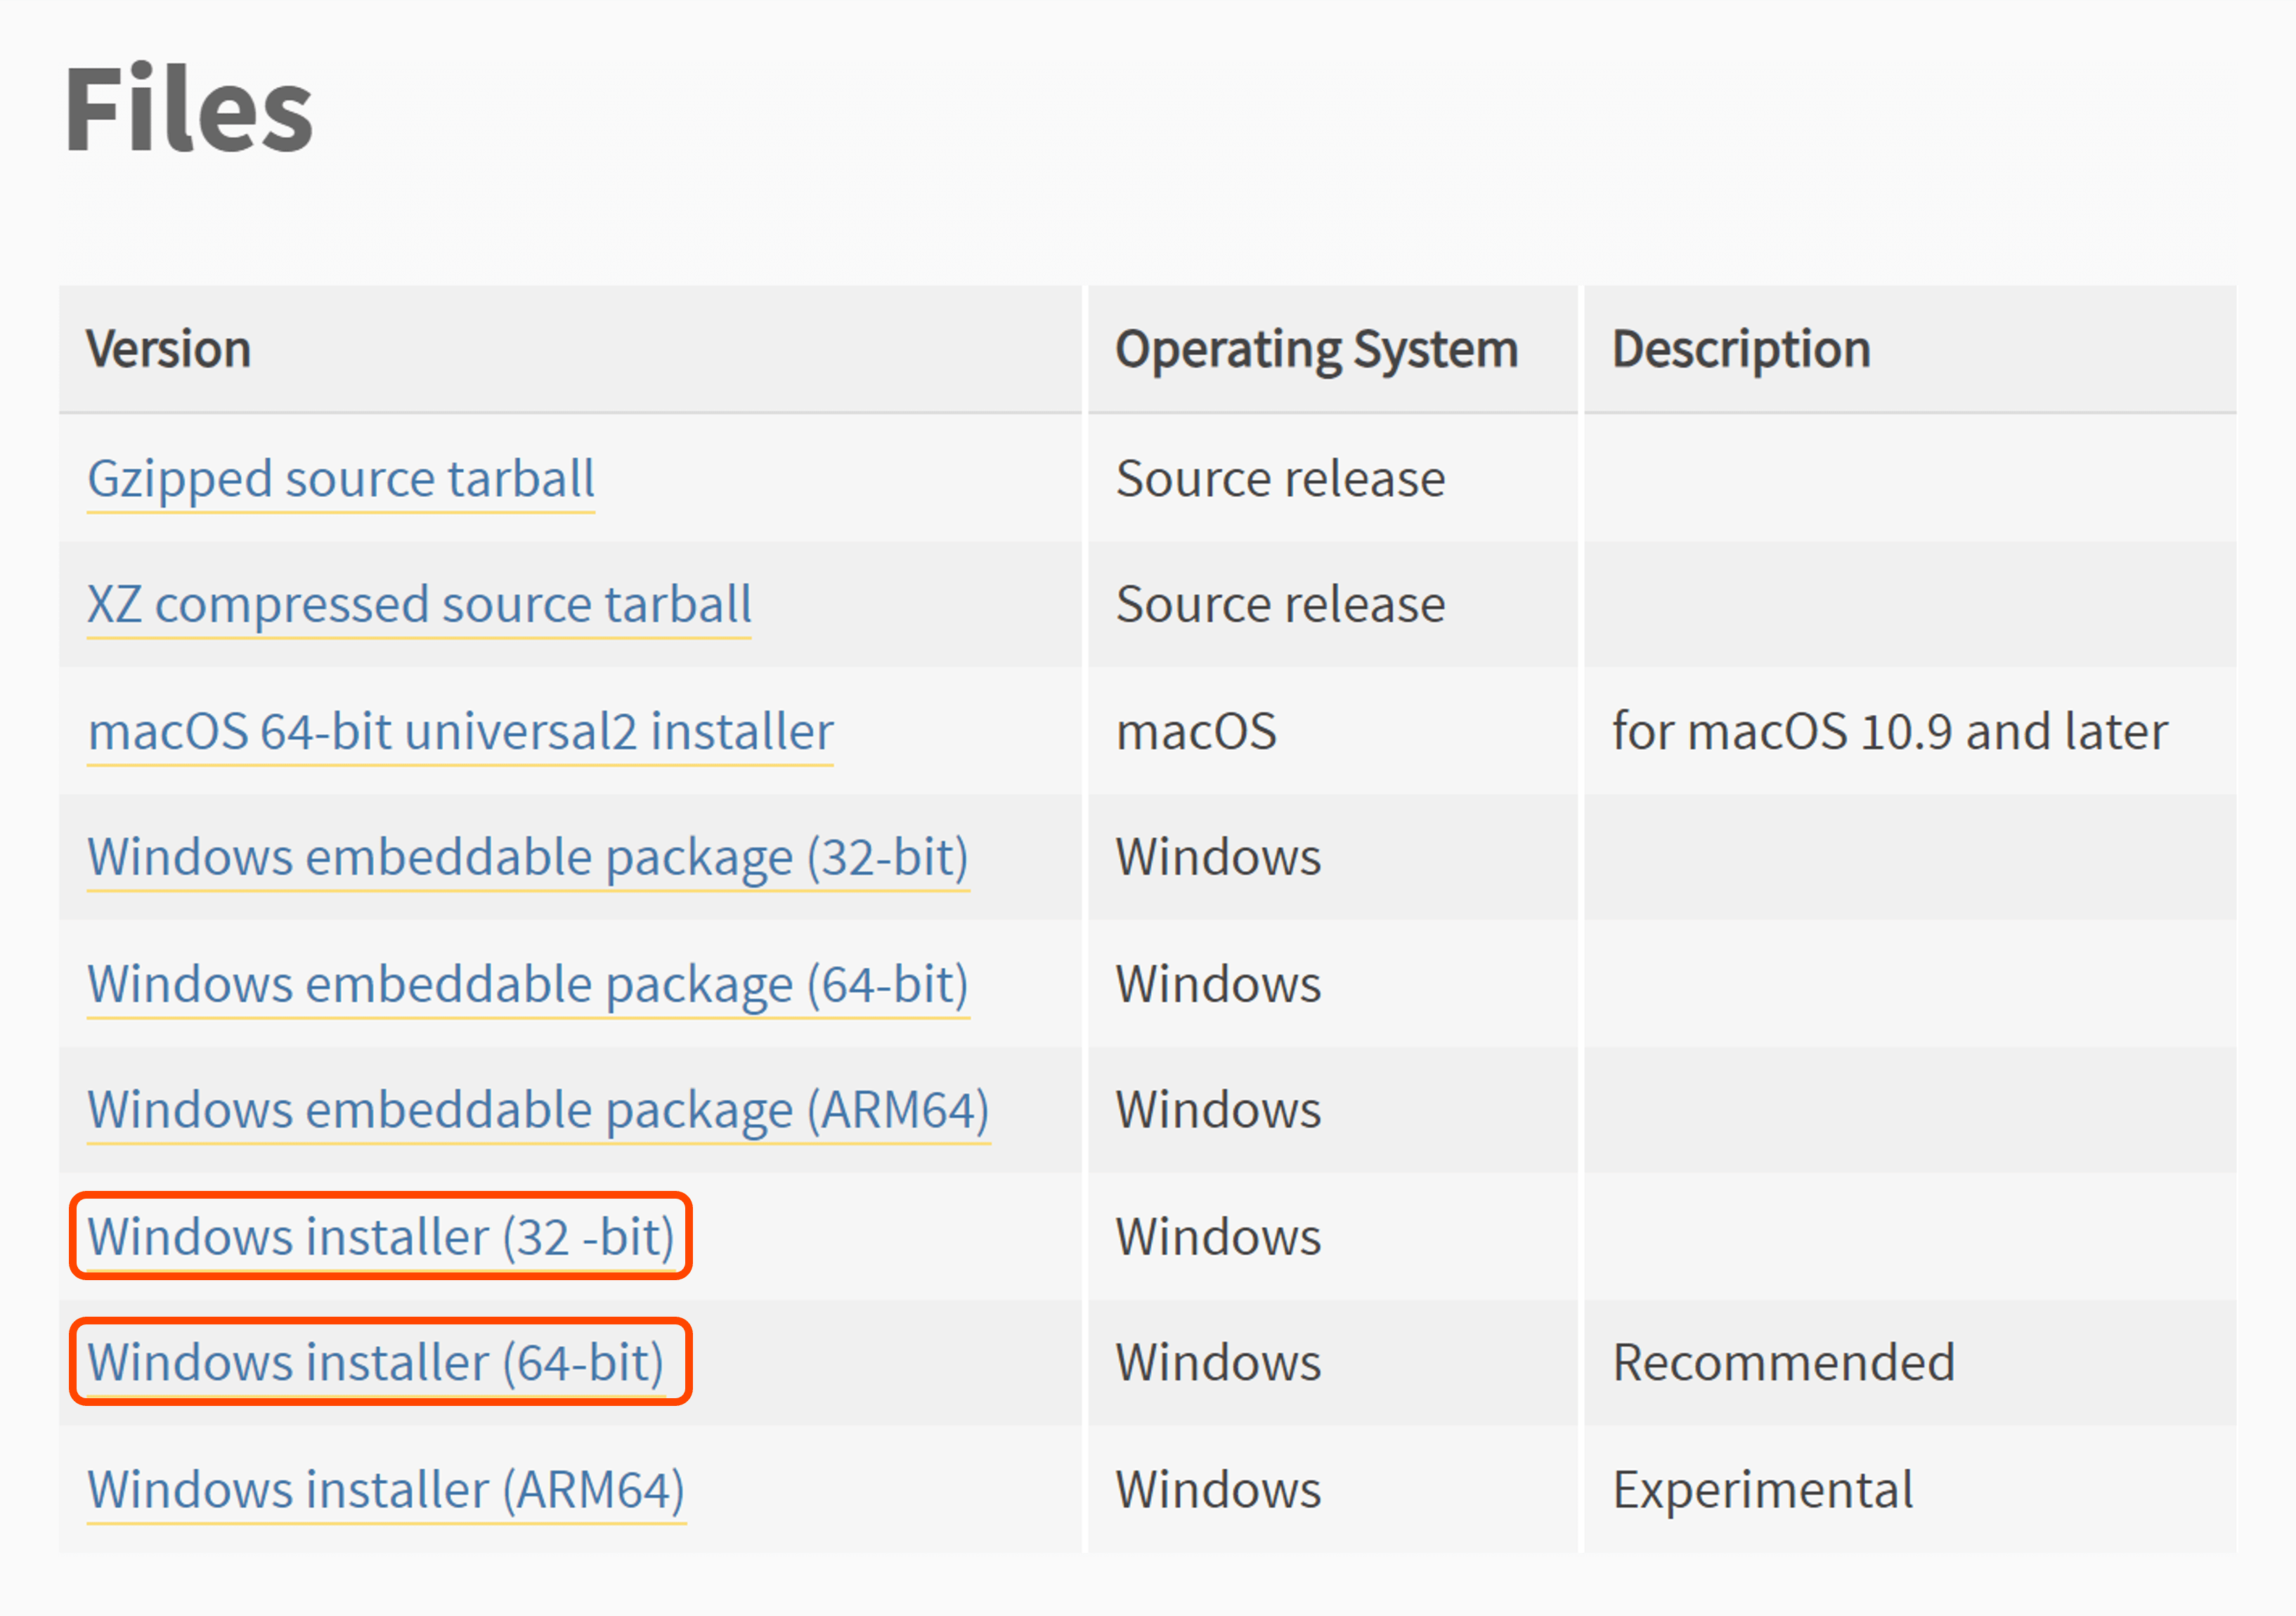 Files
Version Operating System Description
Gzipped source tarball Source release
XZ compressed source tarball Source release
macOS 64-bit universal2 installer macOS for macOS 10.9 and later
Windows embeddable package (32-bit) Windows
Windows embeddable package (64-bit) Windows
Windows embeddable package (ARM64) Windows
Windows installer (32 -bit) Windows
Windows installer (64-bit) Windows Recommended
Windows installer (ARM64) Windows Experimental